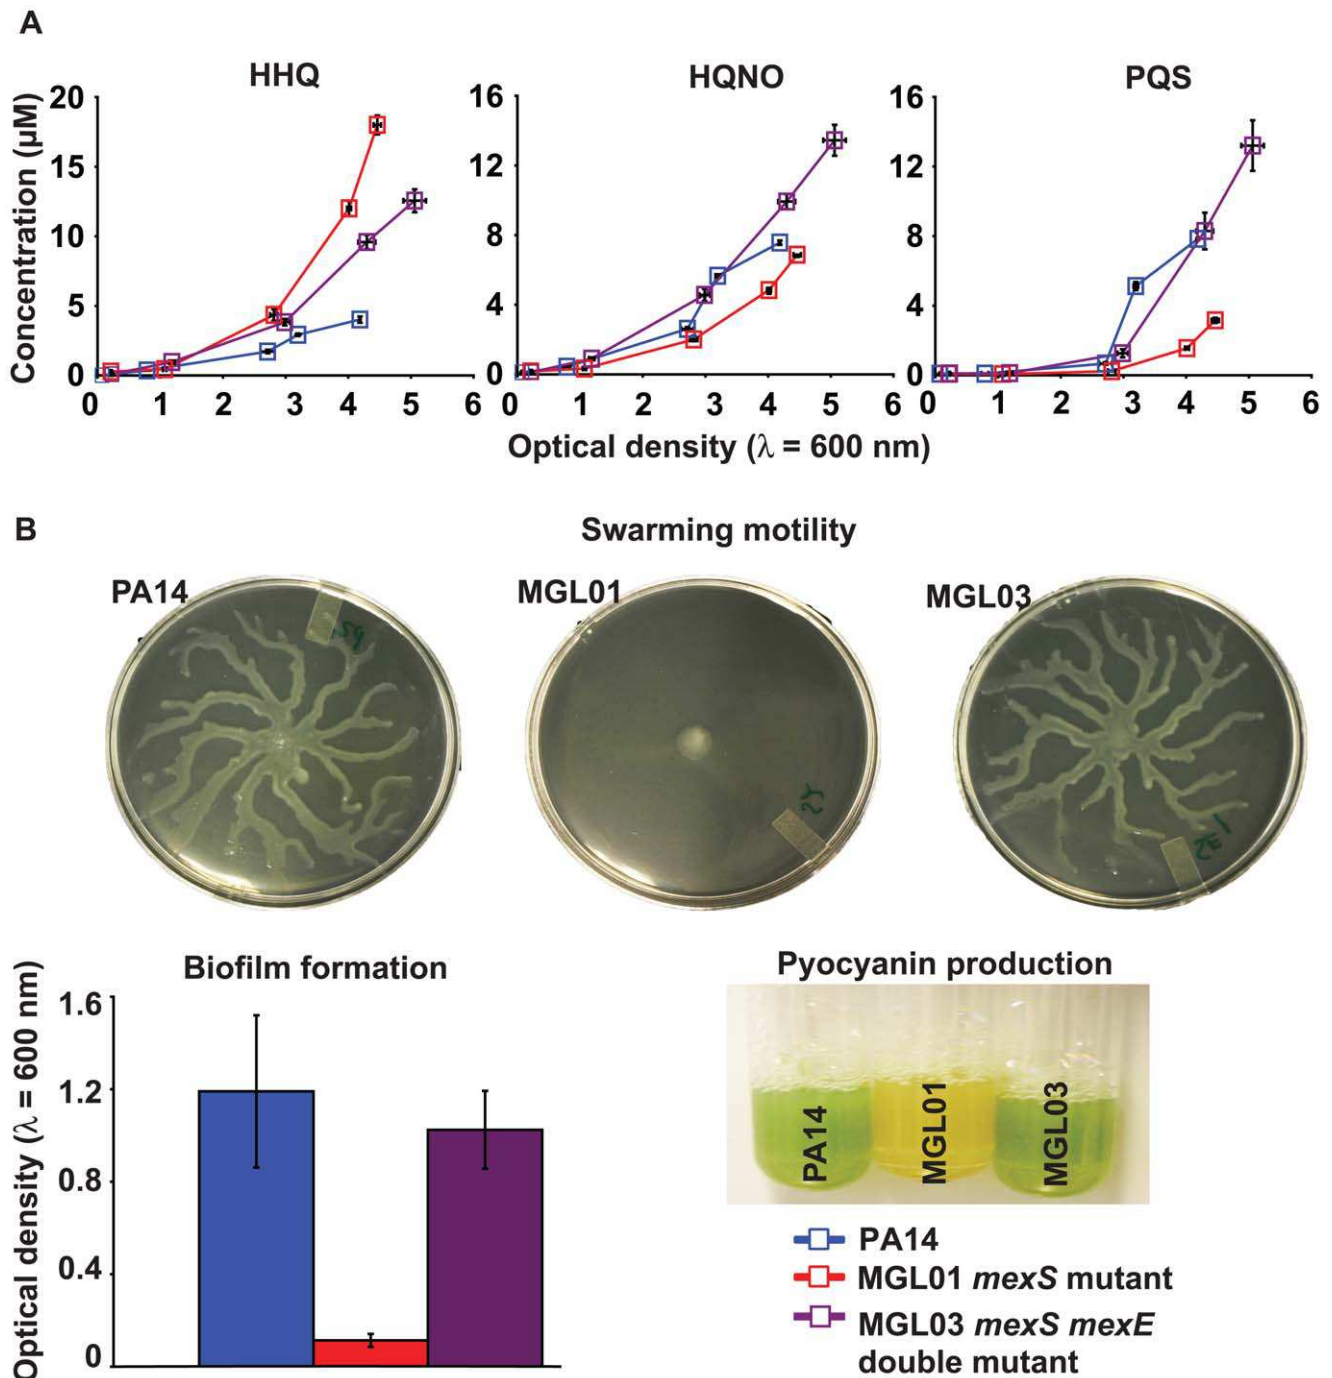 A
HHQ
HQNO
PQS
Concentration (µM)
20
15
10
5
0
0 1 2 3 4 5 6
16
12
8
4
0
0 1 2 3 4 5 6
16
12
8
4
0
0 1 2 3 4 5 6
Optical density (λ = 600 nm)
B
Swarming motility
PA14
MGL01
MGL03
Biofilm formation
Optical density (λ = 600 nm)
1.6
1.2
0.8
0.4
0
Pyocyanin production
PA14
MGL01
MGL03
PA14
MGL01 mexS mutant
MGL03 mexS mexE
double mutant